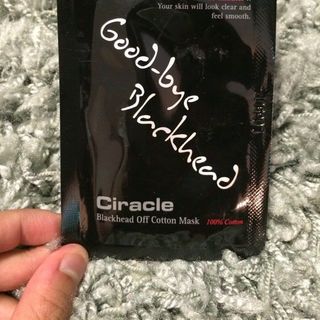 Your skin will look clear and
feel smooth.
Good-bye
Blackhead
Ciracle
Blackhead Off Cotton Mask 100% Cotton